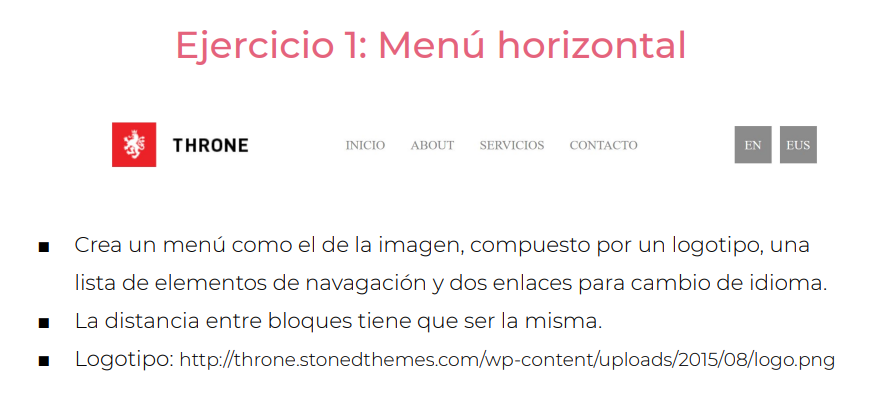 Ejercicio 1: Menú horizontal
THRONE INICIO ABOUT SERVICIOS CONTACTO EN EUS
■ Crea un menú como el de la imagen, compuesto por un logotipo, una
lista de elementos de navagación y dos enlaces para cambio de idioma.
■ La distancia entre bloques tiene que ser la misma.
■ Logotipo: http://throne.stonedthemes.com/wp-content/uploads/2015/08/logo.png